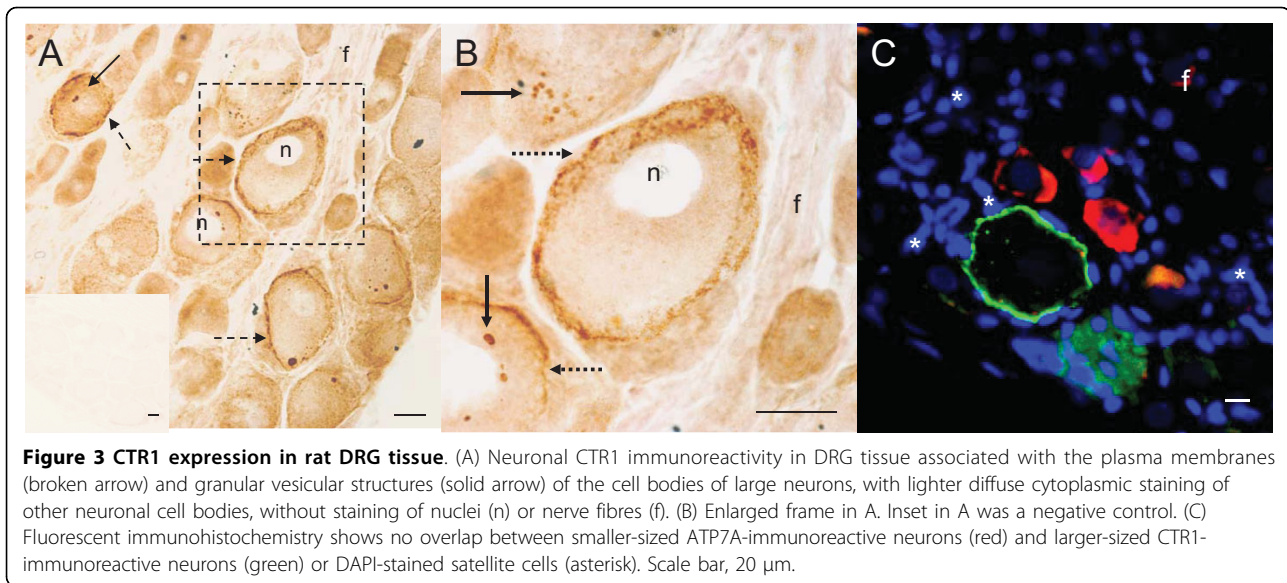 A
f
n
n
B
n
f
C
f
*
*
*
*
Figure 3 CTR1 expression in rat DRG tissue. (A) Neuronal CTR1 immunoreactivity in DRG tissue associated with the plasma membranes
(broken arrow) and granular vesicular structures (solid arrow) of the cell bodies of large neurons, with lighter diffuse cytoplasmic staining of
other neuronal cell bodies, without staining of nuclei (n) or nerve fibres (f). (B) Enlarged frame in A. Inset in A was a negative control. (C)
Fluorescent immunohistochemistry shows no overlap between smaller-sized ATP7A-immunoreactive neurons (red) and larger-sized CTR1-
immunoreactive neurons (green) or DAPI-stained satellite cells (asterisk). Scale bar, 20 μm.